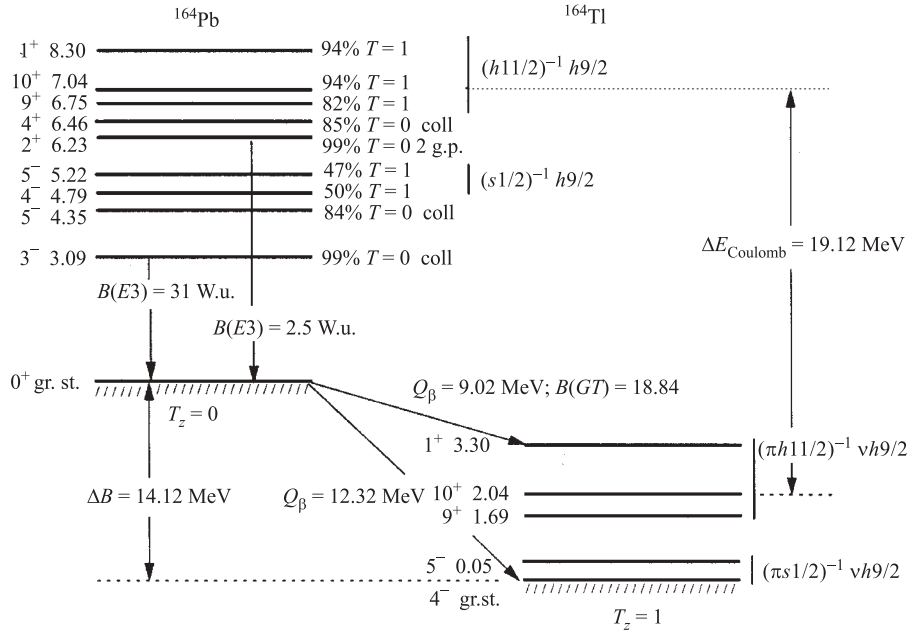 ¹⁶⁴Pb
¹⁶⁴Tl
1⁺ 8.30 94% T = 1
10⁺ 7.04 94% T = 1
9⁺ 6.75 82% T = 1
4⁺ 6.46 85% T = 0 coll
2⁺ 6.23 99% T = 0 2 g.p.
5⁻ 5.22 47% T = 1
4⁻ 4.79 50% T = 1
5⁻ 4.35 84% T = 0 coll
3⁻ 3.09 99% T = 0 coll
(h11/2)⁻¹ h9/2
(s1/2)⁻¹ h9/2
ΔE_Coulomb = 19.12 MeV
B(E3) = 31 W.u.
B(E3) = 2.5 W.u.
0⁺ gr. st.
T_z = 0
Q_β = 9.02 MeV; B(GT) = 18.84
ΔB = 14.12 MeV
Q_β = 12.32 MeV
1⁺ 3.30
10⁺ 2.04
9⁺ 1.69
(πh11/2)⁻¹ νh9/2
5⁻ 0.05
4⁻ gr.st.
(πs1/2)⁻¹ νh9/2
T_z = 1